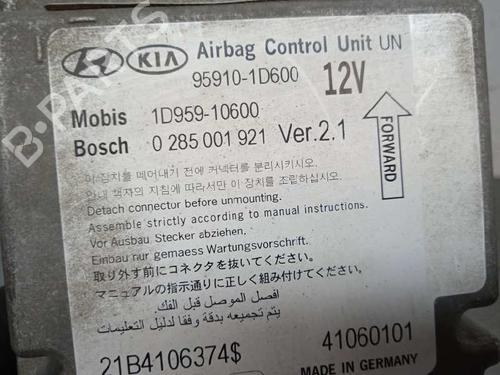 HYUNDAI KIA Airbag Control Unit UN
95910-1D600 12V
Mobis 1D959-10600
Bosch 0 285 001 921 Ver.2.1
FORWARD
이 장치를 떼어내기 전에 커넥터를 분리시키시오.
안내 책자의 지침에 따라서만 이 장치를 조립하십시오.
Detach connector before unmounting.
Assemble strictly according to manual instructions.
Vor Ausbau Stecker abziehen.
Einbau nur gemaess Wartungsvorschrift.
取り外す前にコネクタを抜いてください。
マニュアルの指示通りに正しく組み付けてください。
افصل الموصل قبل الفك.
يتم تجميعه بدقة وفقا لدليل التعليمات
21B4106374$ 41060101
MADE IN GERMANY
B-PARTS